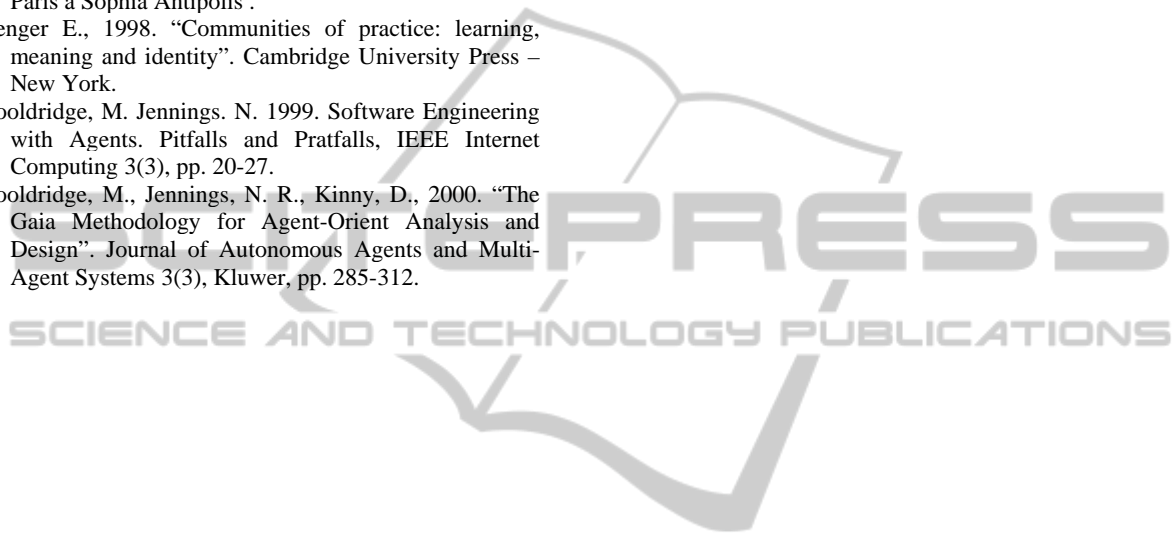 Paris à Sophia Antipolis .
enger E., 1998. “Communities of practice: learning,
meaning and identity”. Cambridge University Press –
New York.
ooldridge, M. Jennings. N. 1999. Software Engineering
with Agents. Pitfalls and Pratfalls, IEEE Internet
Computing 3(3), pp. 20-27.
ooldridge, M., Jennings, N. R., Kinny, D., 2000. “The
Gaia Methodology for Agent-Orient Analysis and
Design”. Journal of Autonomous Agents and Multi-
Agent Systems 3(3), Kluwer, pp. 285-312.
SCITEPRESS
SCIENCE AND TECHNOLOGY PUBLICATIONS